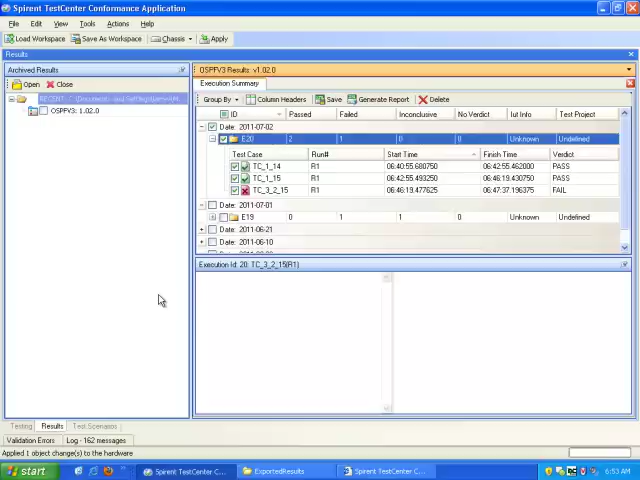 Spirent TestCenter Conformance Application
File Edit View Tools Actions Help
Load Workspace Save As Workspace Chassis Apply
Results
Archived Results
Open Close
OSPFV3: 1.02.0
OSPFV3 Results: v1.02.0
Execution Summary
Group By Column Headers Save Generate Report Delete
ID Passed Failed Inconclusive No Verdict Iut Info Test Project
Date: 2011-07-02
E20 2 1 0 0 Unknown Undefined
Test Case Run# Start Time Finish Time Verdict
TC_1_14 R1 06:40:55.680750 06:42:55.462000 PASS
TC_1_15 R1 06:42:55.493250 06:46:19.430750 PASS
TC_3_2_15 R1 06:46:19.477625 06:47:37.196375 FAIL
Date: 2011-07-01
E19 0 1 1 0 Unknown Undefined
Date: 2011-06-21
Date: 2011-06-10
Execution Id: 20: TC_3_2_15(R1)
Testing Results Test Scenarios
Validation Errors Log - 162 messages
Applied 1 object change(s) to the hardware
start Spirent TestCenter C... ExportedResults Spirent TestCenter C... 6:53 AM